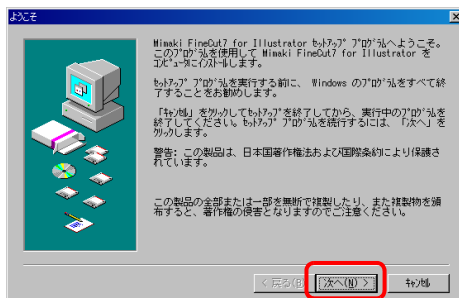 ようこそ
Mimaki FineCut7 for Illustrator ｾｯﾄｱｯﾌﾟ ﾌﾟﾛｸﾞﾗﾑへようこそ。
このﾌﾟﾛｸﾞﾗﾑを使用して Mimaki FineCut7 for Illustrator を
ｺﾝﾋﾟｭｰﾀにｲﾝｽﾄｰﾙします。
ｾｯﾄｱｯﾌﾟ ﾌﾟﾛｸﾞﾗﾑを実行する前に、 Windows のﾌﾟﾛｸﾞﾗﾑをすべて終
了することをお勧めします。
「ｷｬﾝｾﾙ」 をｸﾘｯｸしてｾｯﾄｱｯﾌﾟを終了してから、実行中のﾌﾟﾛｸﾞﾗﾑを
終了してください。ｾｯﾄｱｯﾌﾟ ﾌﾟﾛｸﾞﾗﾑを続行するには、「次へ」を
ｸﾘｯｸします。
警告: この製品は、日本国著作権法および国際条約により保護さ
れています。
この製品の全部または一部を無断で複製したり、また複製物を頒
布すると、著作権の侵害となりますのでご注意ください。
< 戻る(B) 次へ(N) > ｷｬﾝｾﾙ